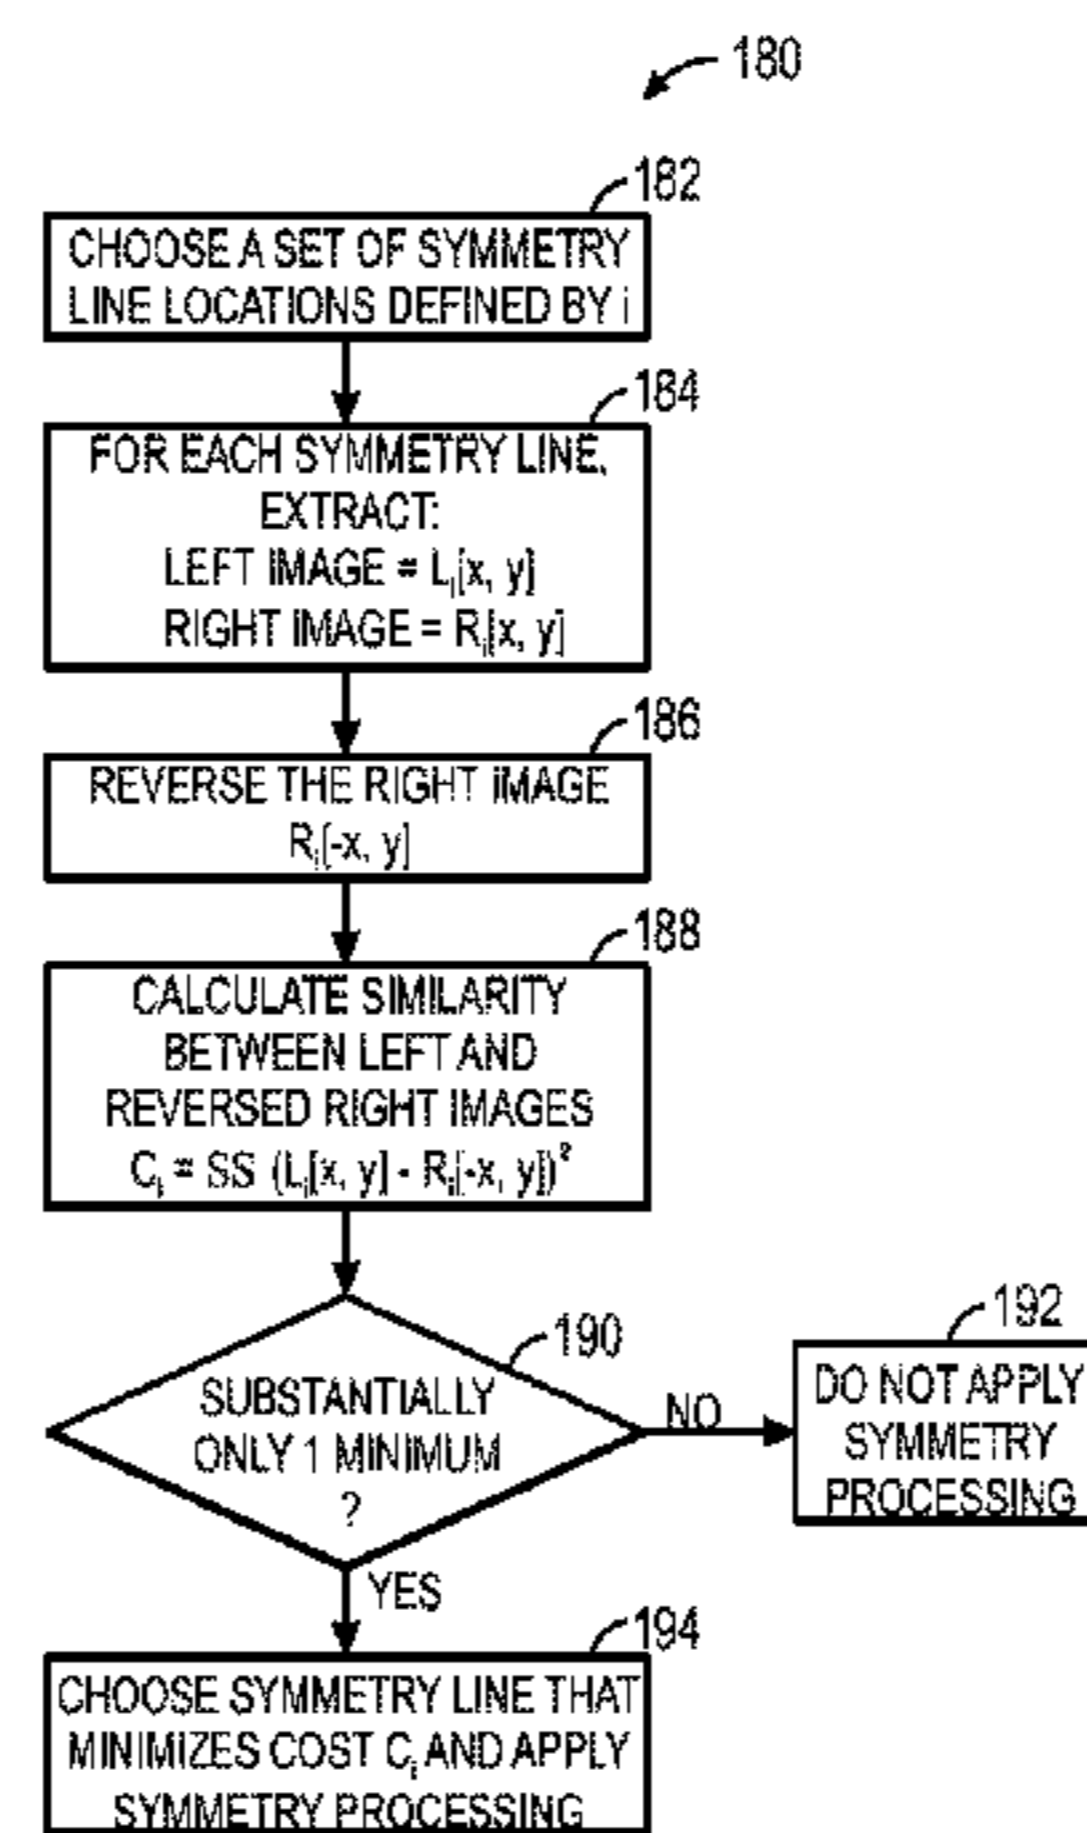 180
182
CHOOSE A SET OF SYMMETRY
LINE LOCATIONS DEFINED BY i
184
FOR EACH SYMMETRY LINE,
EXTRACT:
LEFT IMAGE = Lᵢ[x, y]
RIGHT IMAGE = Rᵢ[x, y]
186
REVERSE THE RIGHT IMAGE
Rᵢ[-x, y]
188
CALCULATE SIMILARITY
BETWEEN LEFT AND
REVERSED RIGHT IMAGES
Cᵢ = SS (Lᵢ[x, y] - Rᵢ[-x, y])²
190
SUBSTANTIALLY
ONLY 1 MINIMUM
?
NO
192
DO NOT APPLY
SYMMETRY
PROCESSING
YES
194
CHOOSE SYMMETRY LINE THAT
MINIMIZES COST Cᵢ AND APPLY
SYMMETRY PROCESSING